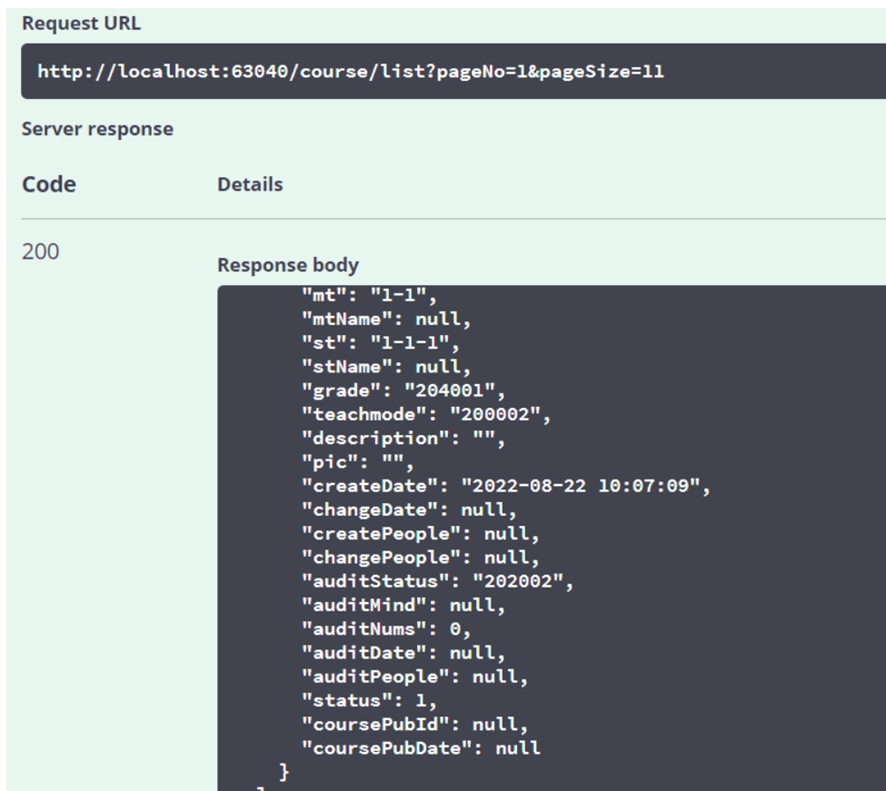 Request URL
http://localhost:63040/course/list?pageNo=1&pageSize=11
Server response
Code Details
200
Response body
"mt": "1-1",
"mtName": null,
"st": "1-1-1",
"stName": null,
"grade": "204001",
"teachmode": "200002",
"description": "",
"pic": "",
"createDate": "2022-08-22 10:07:09",
"changeDate": null,
"createPeople": null,
"changePeople": null,
"auditStatus": "202002",
"auditMind": null,
"auditNums": 0,
"auditDate": null,
"auditPeople": null,
"status": 1,
"coursePubId": null,
"coursePubDate": null
}